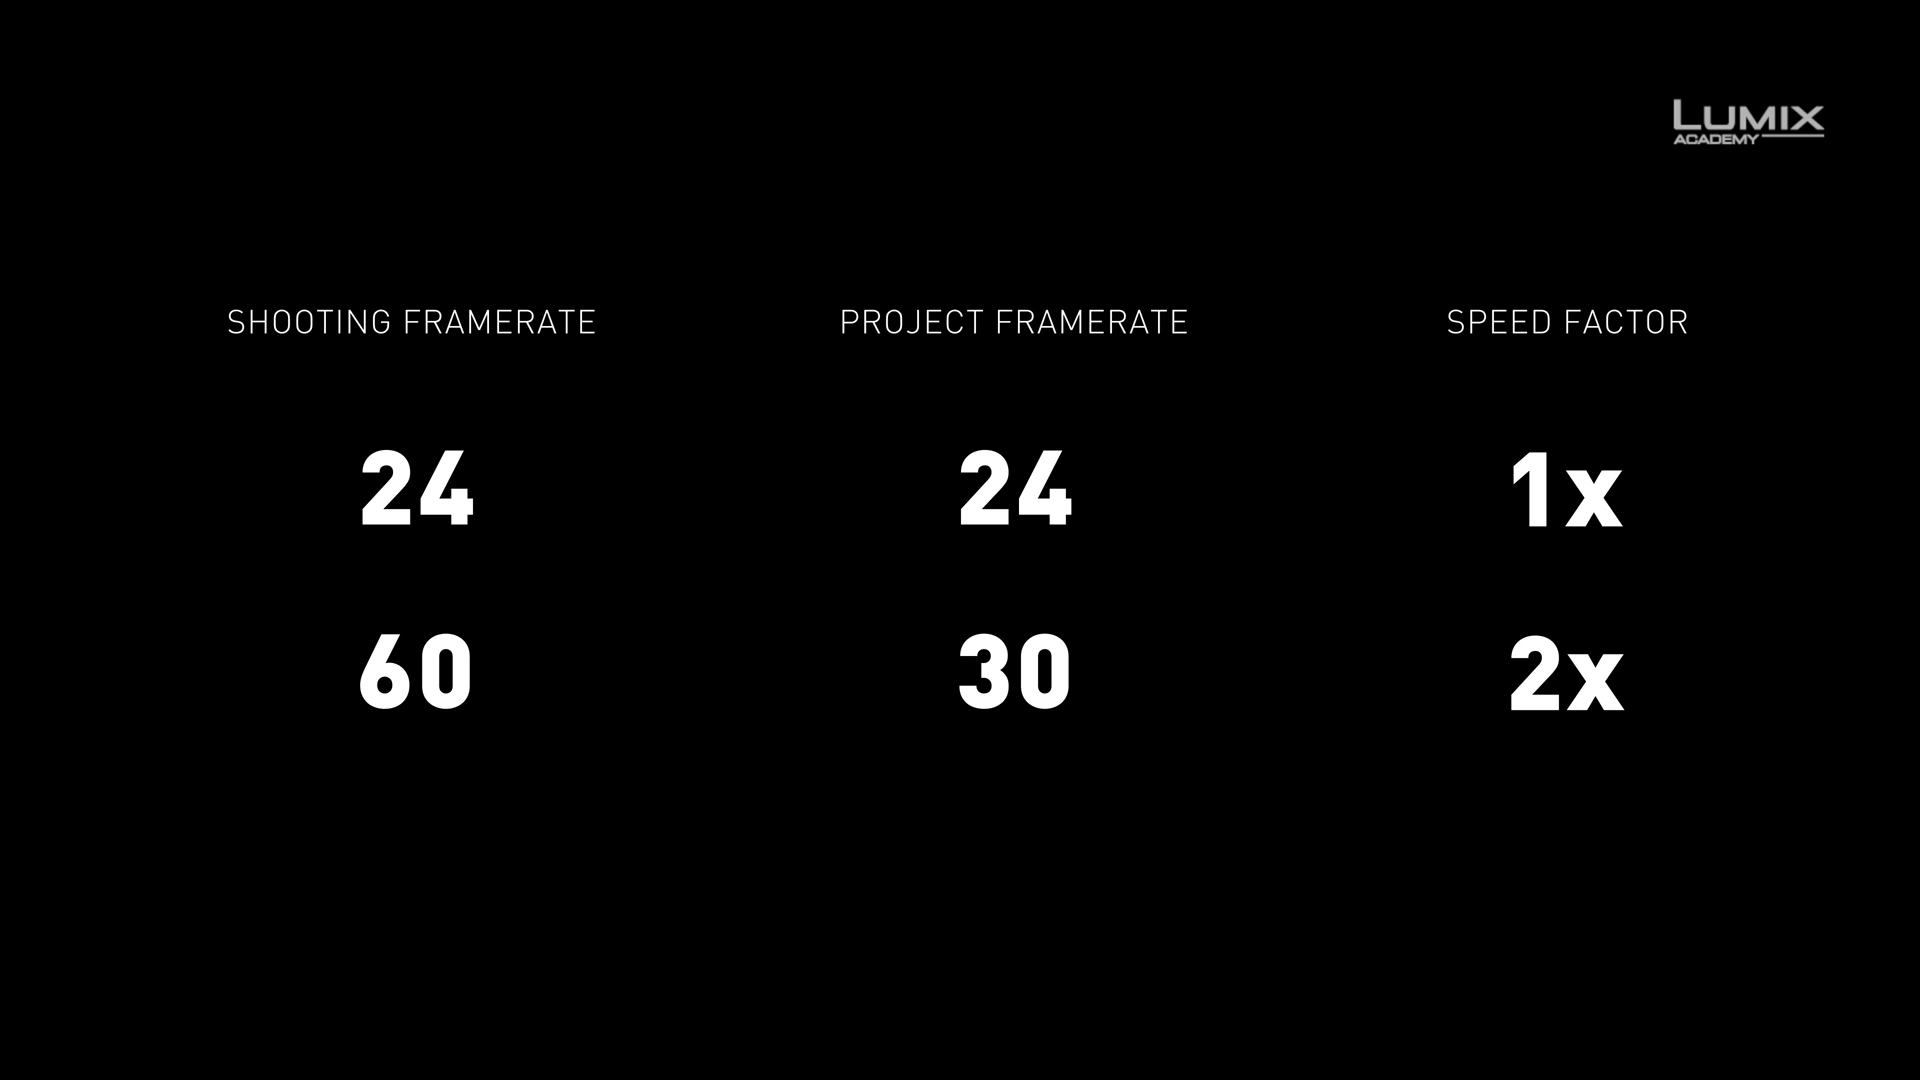 LUMIX
ACADEMY
SHOOTING FRAMERATE PROJECT FRAMERATE SPEED FACTOR
24 24 1x
60 30 2x